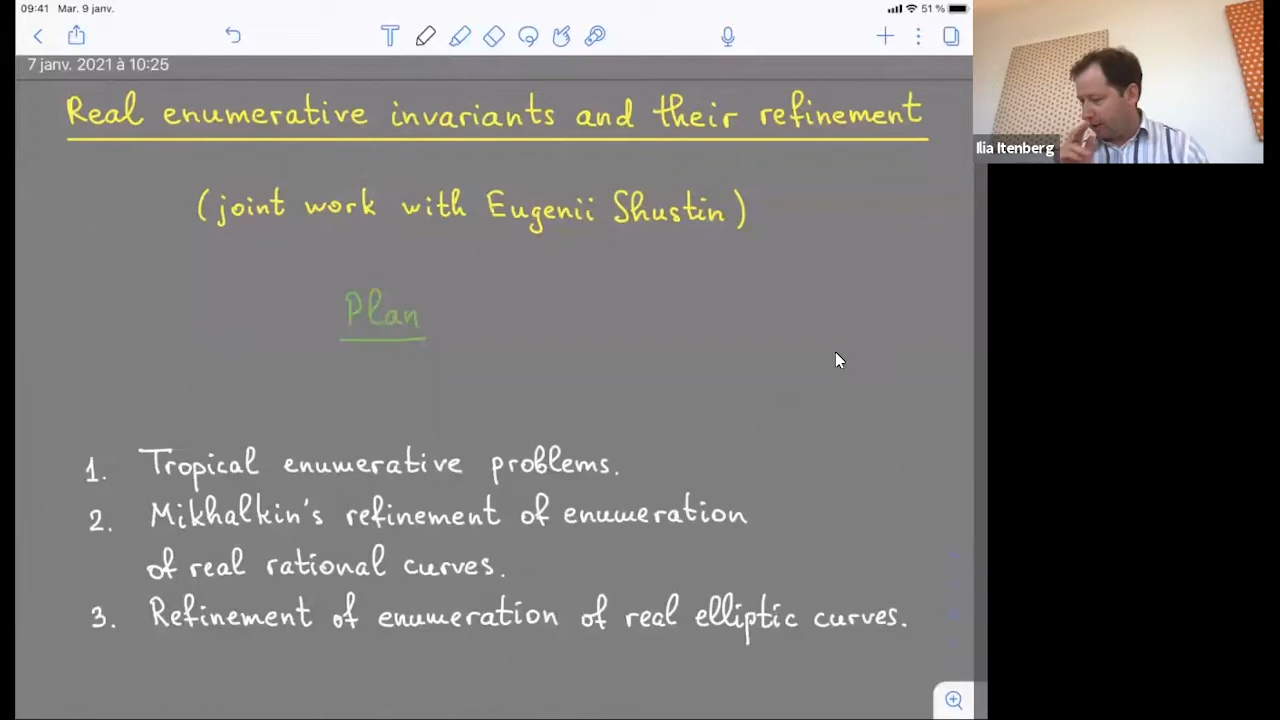 09:41 Mar. 9 janv.
51 %
7 janv. 2021 à 10:25
Real enumerative invariants and their refinement
(joint work with Eugenii Shustin)
Plan
1. Tropical enumerative problems.
2. Mikhalkin's refinement of enumeration
of real rational curves.
3. Refinement of enumeration of real elliptic curves.
Ilia Itenberg